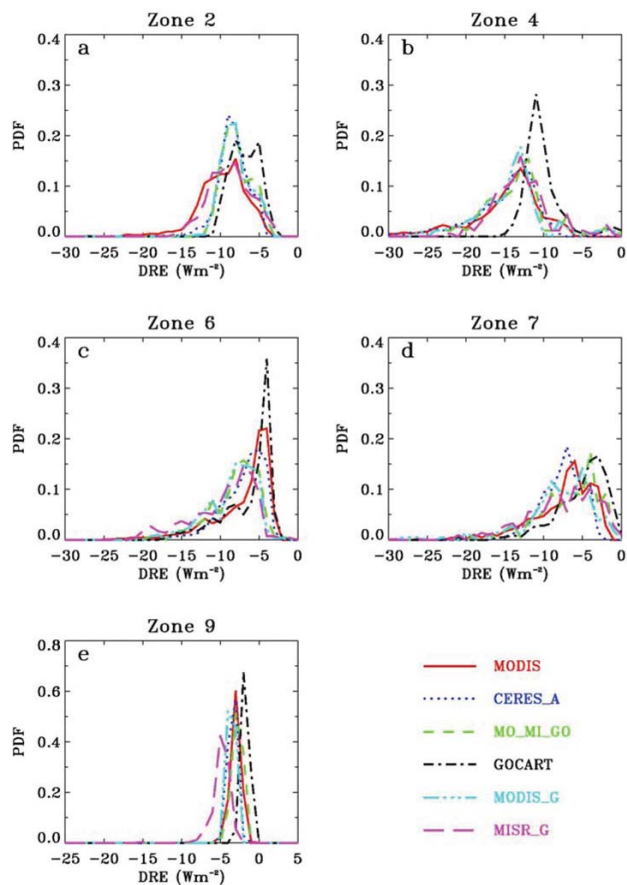 Zone 2
Zone 4
a
b
PDF
PDF
0.4
0.3
0.2
0.1
0.0
0.4
0.3
0.2
0.1
0.0
-30 -25 -20 -15 -10 -5 0
-30 -25 -20 -15 -10 -5 0
DRE (Wm-2)
DRE (Wm-2)
Zone 6
Zone 7
c
d
PDF
PDF
0.4
0.3
0.2
0.1
0.0
0.4
0.3
0.2
0.1
0.0
-30 -25 -20 -15 -10 -5 0
-30 -25 -20 -15 -10 -5 0
DRE (Wm-2)
DRE (Wm-2)
Zone 9
e
PDF
0.8
0.6
0.4
0.2
0.0
-25 -20 -15 -10 -5 0 5
DRE (Wm-2)
MODIS
CERES_A
MO_MI_GO
GOCART
MODIS_G
MISR_G